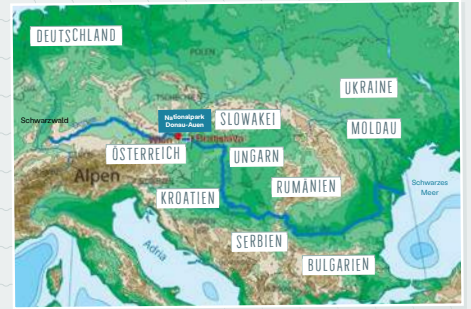 DEUTSCHLAND
POLEN
UKRAINE
Schwarzwald
Nationalpark
Donau-Auen
SLOWAKEI
MOLDAU
Bratislava
ÖSTERREICH
UNGARN
Alpen
RUMÄNIEN
Schwarzes
Meer
KROATIEN
Adria
SERBIEN
BULGARIEN